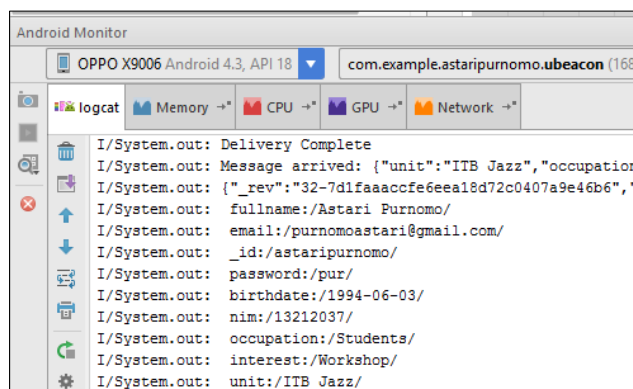 Android Monitor
OPPO X9006 Android 4.3, API 18 com.example.astaripurnomo.ubeacon (168
logcat Memory CPU GPU Network
I/System.out: Delivery Complete
I/System.out: Message arrived: {"unit":"ITB Jazz","occupation
I/System.out: {"_rev":"32-7d1faaaccfe6eea18d72c0407a9e46b6","
I/System.out: fullname:/Astari Purnomo/
I/System.out: email:/purnomoastari@gmail.com/
I/System.out: _id:/astaripurnomo/
I/System.out: password:/pur/
I/System.out: birthdate:/1994-06-03/
I/System.out: nim:/13212037/
I/System.out: occupation:/Students/
I/System.out: interest:/Workshop/
I/System.out: unit:/ITB Jazz/